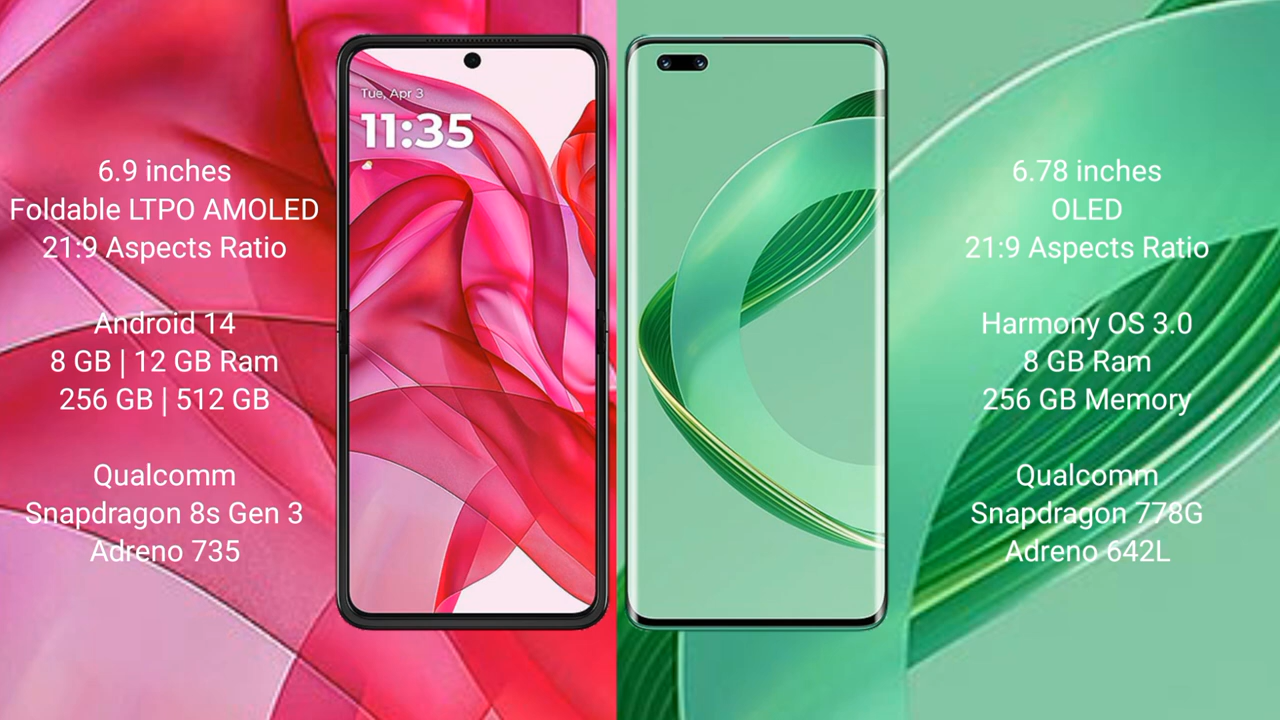 6.9 inches
Foldable LTPO AMOLED
21:9 Aspects Ratio
Android 14
8 GB | 12 GB Ram
256 GB | 512 GB
Qualcomm
Snapdragon 8s Gen 3
Adreno 735
Tue, Apr 3
11:35
6.78 inches
OLED
21:9 Aspects Ratio
Harmony OS 3.0
8 GB Ram
256 GB Memory
Qualcomm
Snapdragon 778G
Adreno 642L